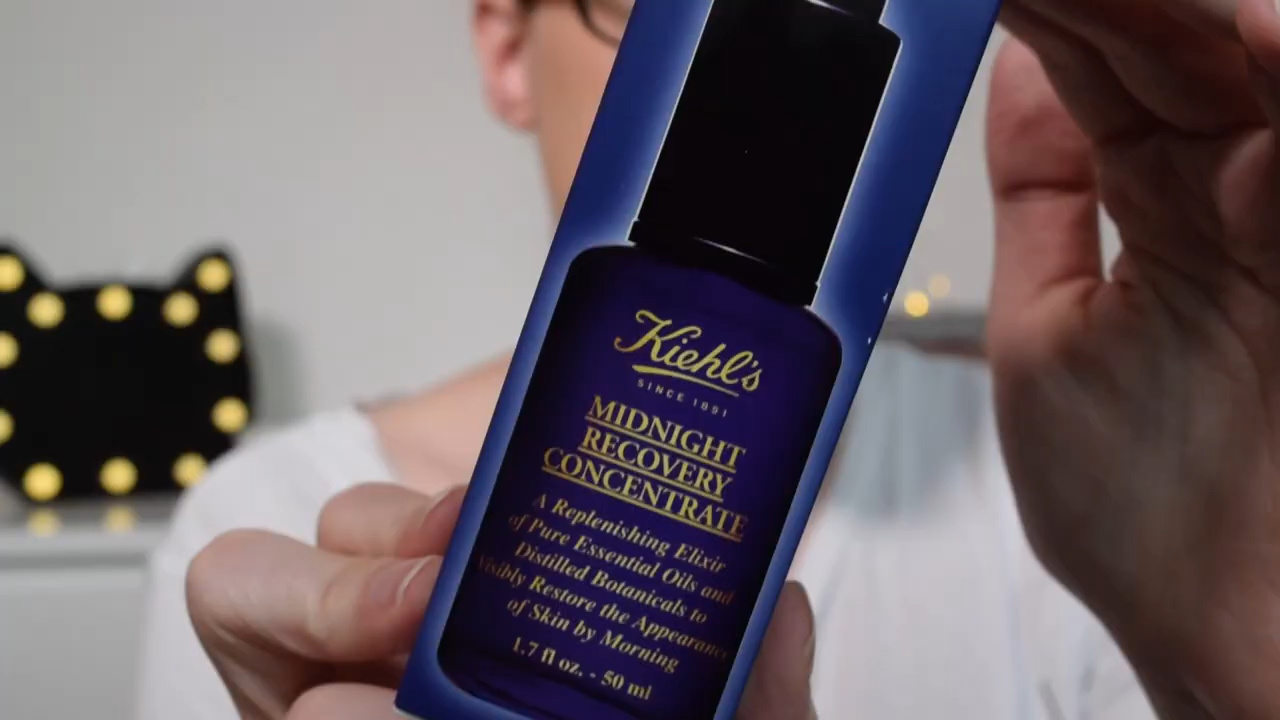 Kiehl's
SINCE 1851
MIDNIGHT
RECOVERY
CONCENTRATE
A Replenishing Elixir
of Pure Essential Oils and
Distilled Botanicals to
Visibly Restore the Appearance
of Skin by Morning
1.7 fl oz. - 50 ml